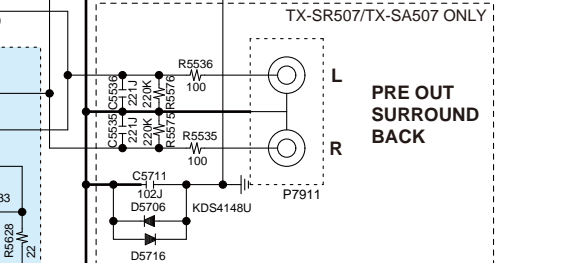 TX-SR507/TX-SA507 ONLY
R5536
100
L
C5536
221J
220K
R5576
PRE OUT
SURROUND
BACK
C5535
221J
220K
R5575
R5535
100
R
C5711
102J
P7911
D5706
KDS4148U
D5716
R5628
22